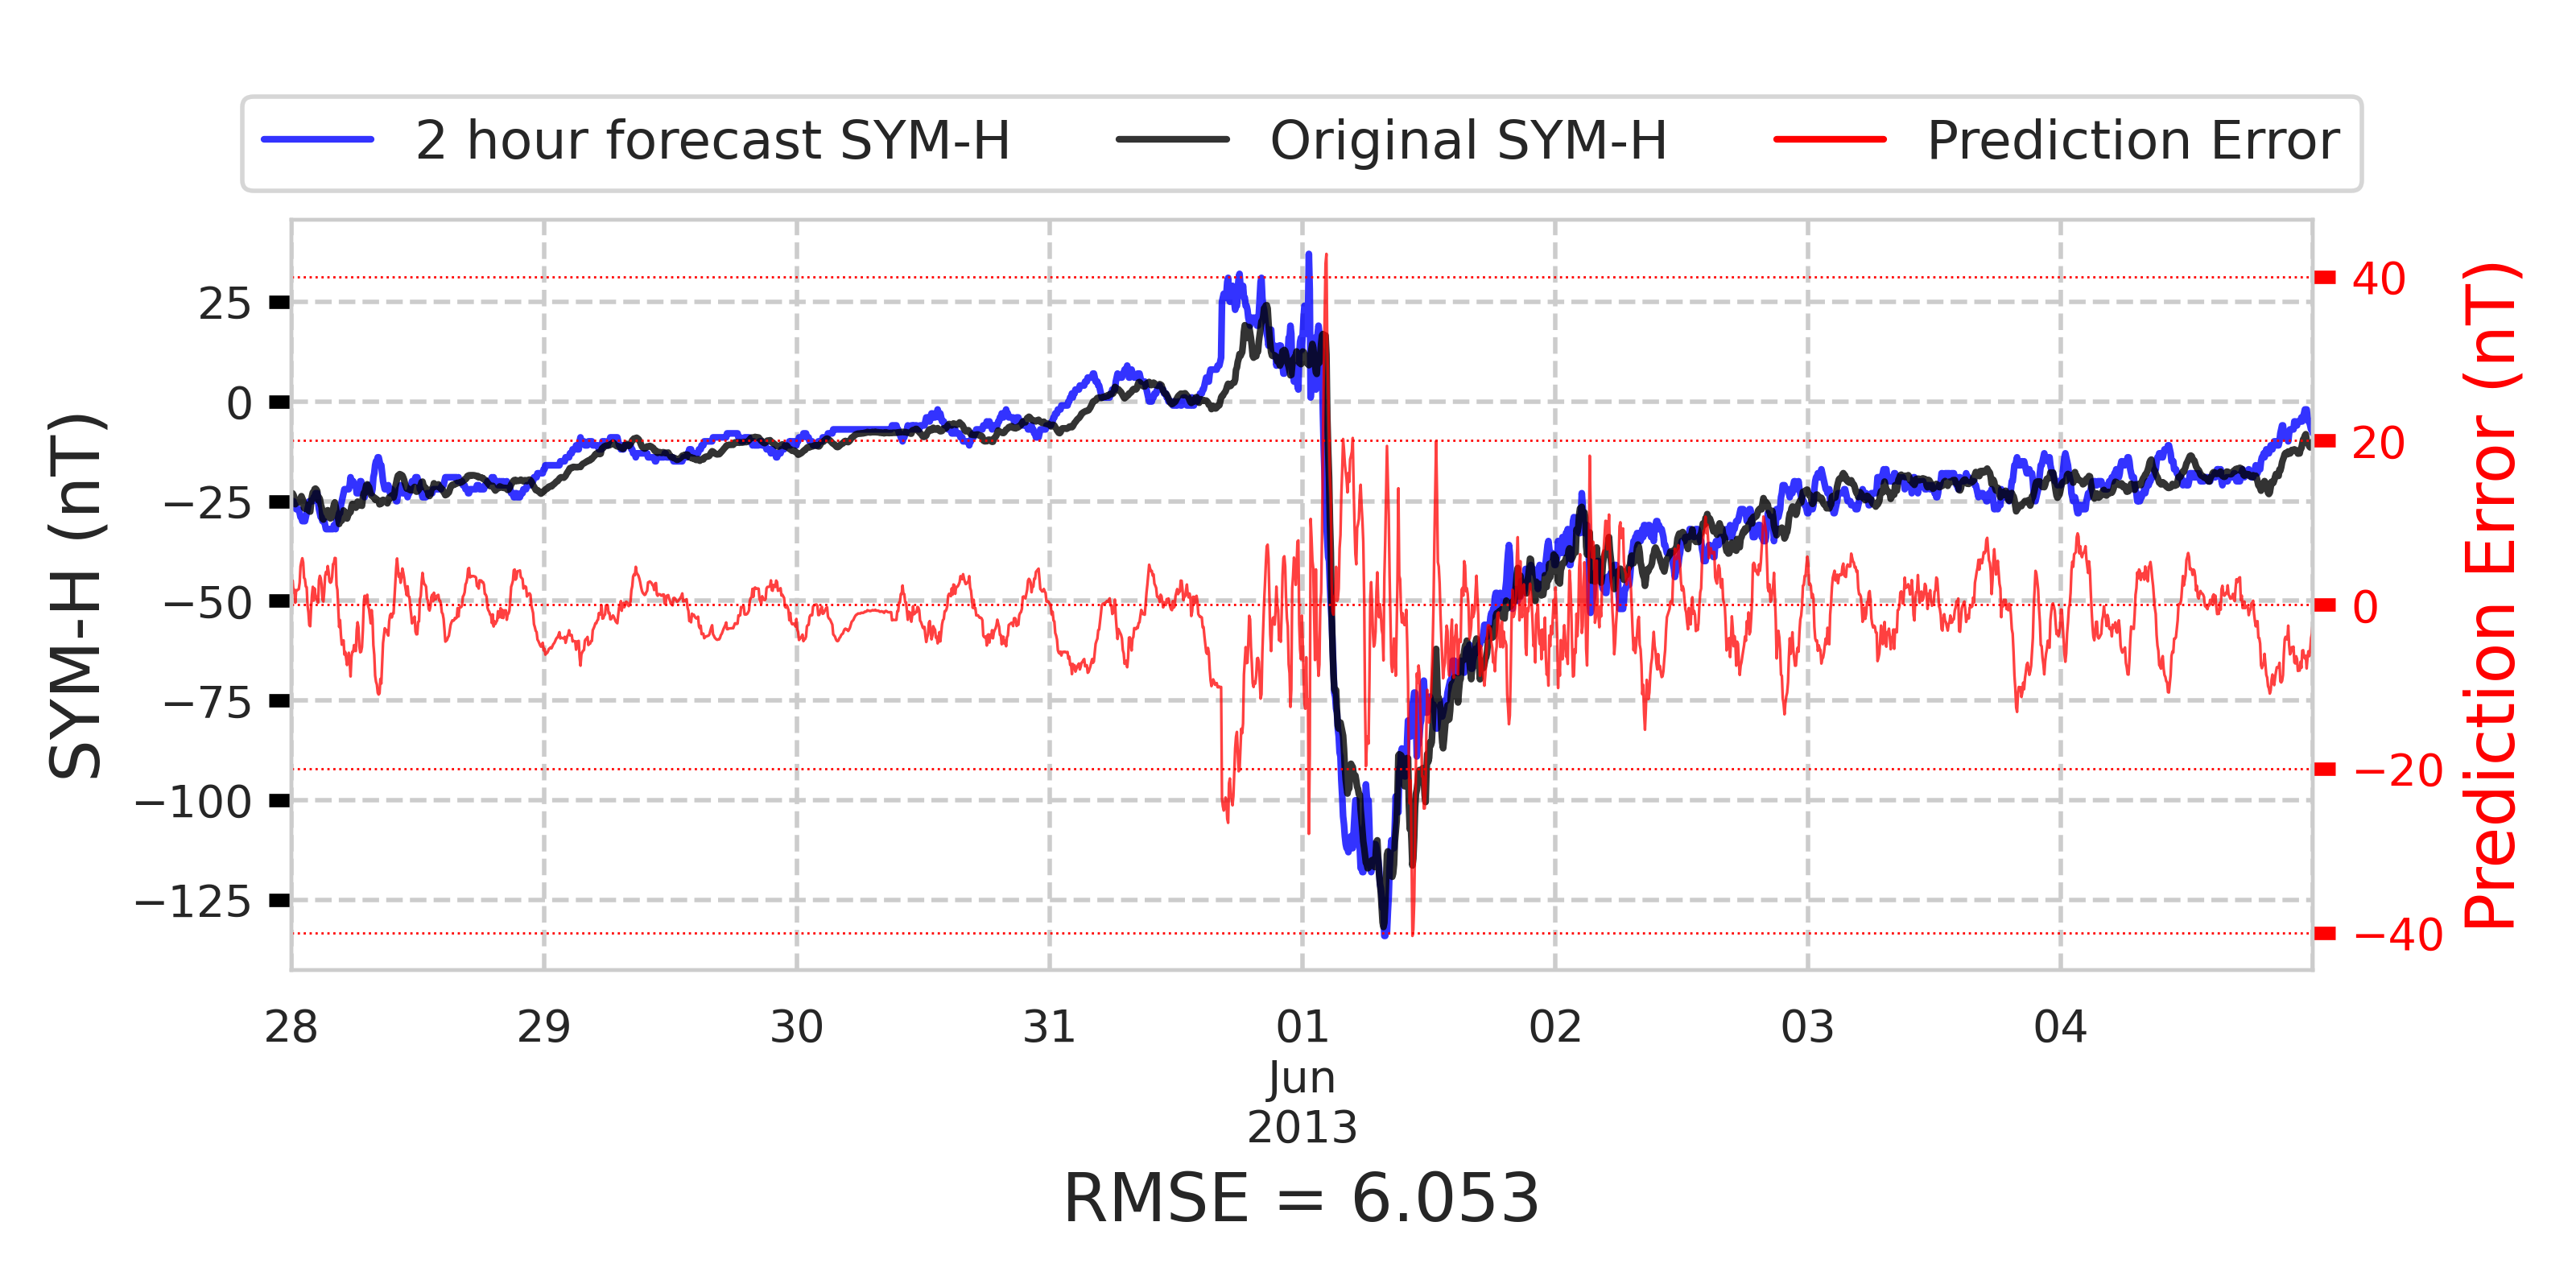 2 hour forecast SYM-H Original SYM-H Prediction Error
SYM-H (nT)
25
0
−25
−50
−75
−100
−125
40
20
0
−20
−40
Prediction Error (nT)
28 29 30 31 01 02 03 04
Jun
2013
RMSE = 6.053